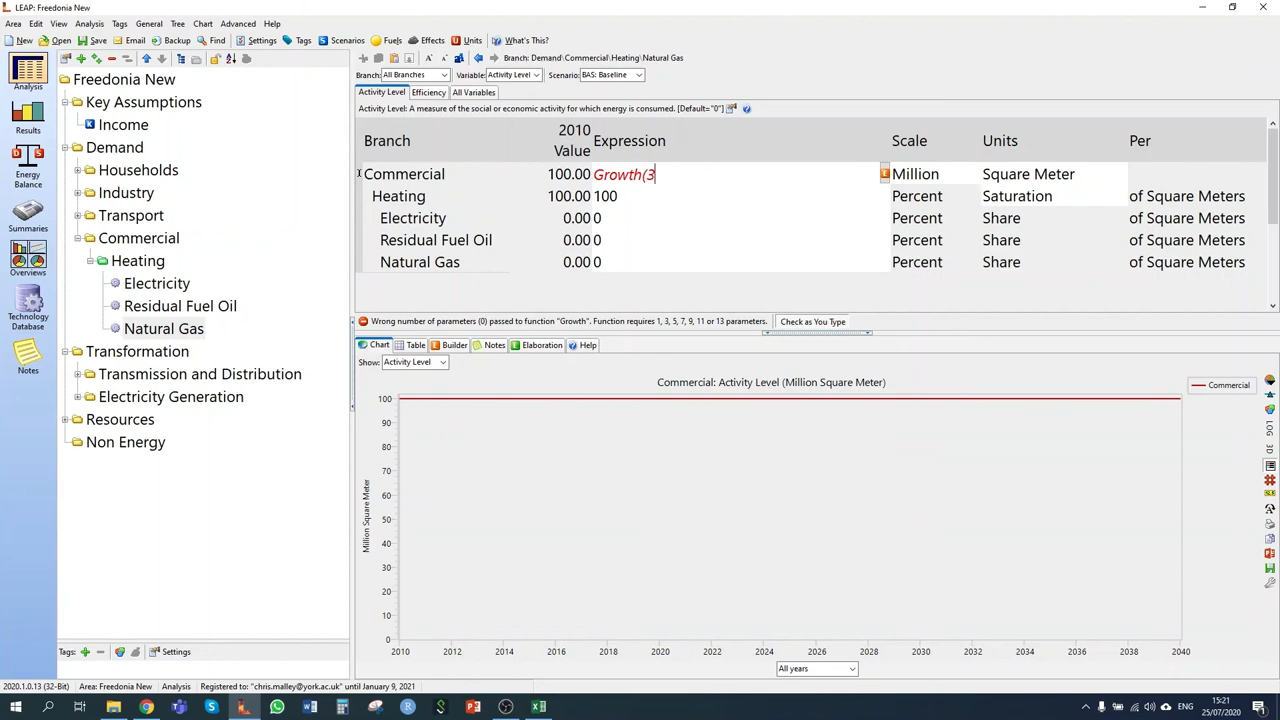 LEAP: Freedonia New
Area Edit View Analysis Tags General Tree Chart Advanced Help
New Open Save Email Backup Find Settings Tags Scenarios Fuels Effects Units What's This?
Analysis
Results
Energy Balance
Summaries
Overviews
Technology Database
Notes
Freedonia New
Key Assumptions
Income
Demand
Households
Industry
Transport
Commercial
Heating
Electricity
Residual Fuel Oil
Natural Gas
Transformation
Transmission and Distribution
Electricity Generation
Resources
Non Energy
Tags: Settings
Branch: Demand\Commercial\Heating\Natural Gas
Branch: All Branches Variable: Activity Level Scenario: BAS: Baseline
Activity Level Efficiency All Variables
Activity Level: A measure of the social or economic activity for which energy is consumed. [Default="0"]
Branch 2010 Value Expression Scale Units Per
Commercial 100.00 Growth(3 Million Square Meter
Heating 100.00 100 Percent Saturation of Square Meters
Electricity 0.00 0 Percent Share of Square Meters
Residual Fuel Oil 0.00 0 Percent Share of Square Meters
Natural Gas 0.00 0 Percent Share of Square Meters
Wrong number of parameters (0) passed to function "Growth". Function requires 1, 3, 5, 7, 9, 11 or 13 parameters. Check as You Type
Chart Table Builder Notes Elaboration Help
Show: Activity Level
Commercial: Activity Level (Million Square Meter)
Commercial
Million Square Meter
100
90
80
70
60
50
40
30
20
10
0
2010 2012 2014 2016 2018 2020 2022 2024 2026 2028 2030 2032 2034 2036 2038 2040
All years
LOG
3D
2020.1.0.13 (32-Bit) Area: Freedonia New Analysis Registered to: "chris.malley@york.ac.uk" until January 9, 2021
ENG 15:21
25/07/2020